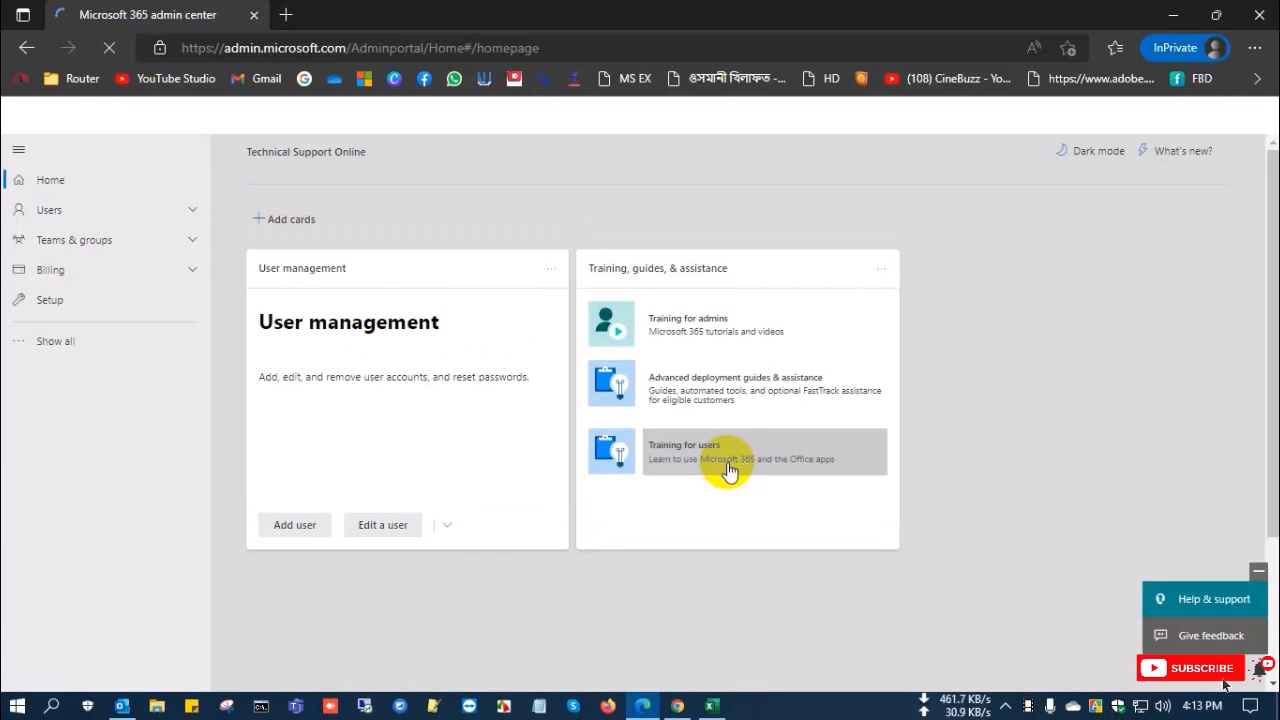 Microsoft 365 admin center
https://admin.microsoft.com/Adminportal/Home#/homepage
InPrivate
Router
YouTube Studio
Gmail
MS EX
ওসমানী খিলাফত -...
HD
(108) CineBuzz - Yo...
https://www.adobe....
FBD
Technical Support Online
Dark mode
What's new?
Home
Users
Teams & groups
Billing
Setup
Show all
Add cards
User management
User management
Add, edit, and remove user accounts, and reset passwords.
Add user
Edit a user
Training, guides, & assistance
Training for admins
Microsoft 365 tutorials and videos
Advanced deployment guides & assistance
Guides, automated tools, and optional FastTrack assistance
for eligible customers
Training for users
Learn to use Microsoft 365 and the Office apps
Help & support
Give feedback
SUBSCRIBE
461.7 KB/s
30.9 KB/s
4:13 PM